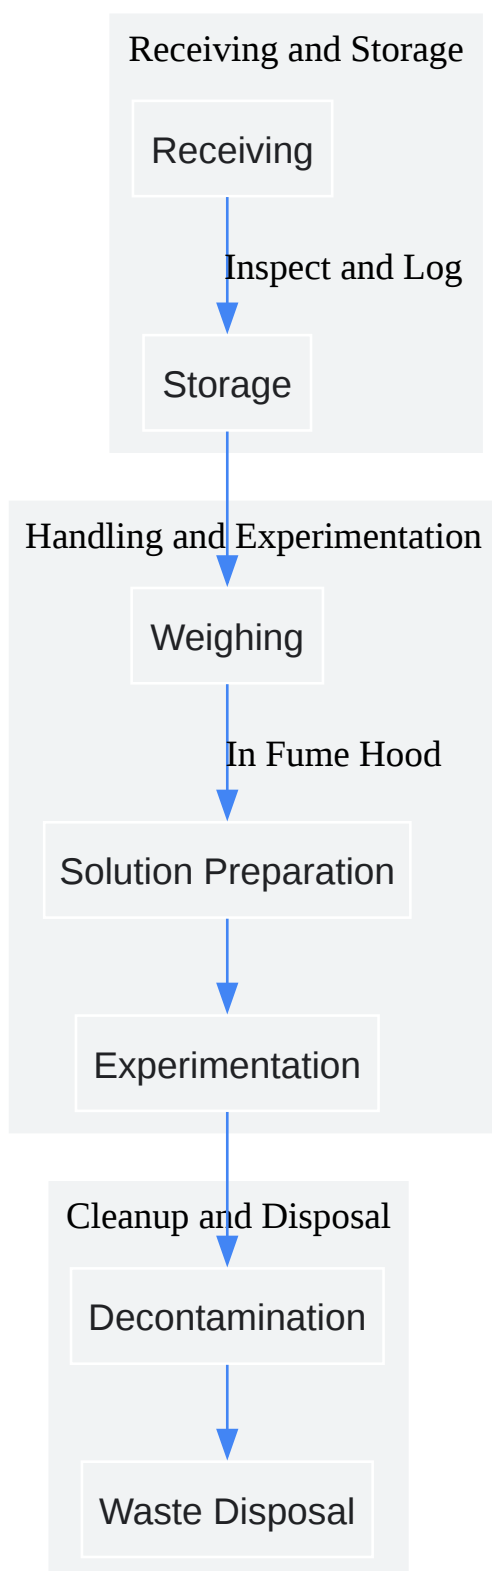 Receiving and Storage
Receiving
Inspect and Log
Storage
Handling and Experimentation
Weighing
In Fume Hood
Solution Preparation
Experimentation
Cleanup and Disposal
Decontamination
Waste Disposal